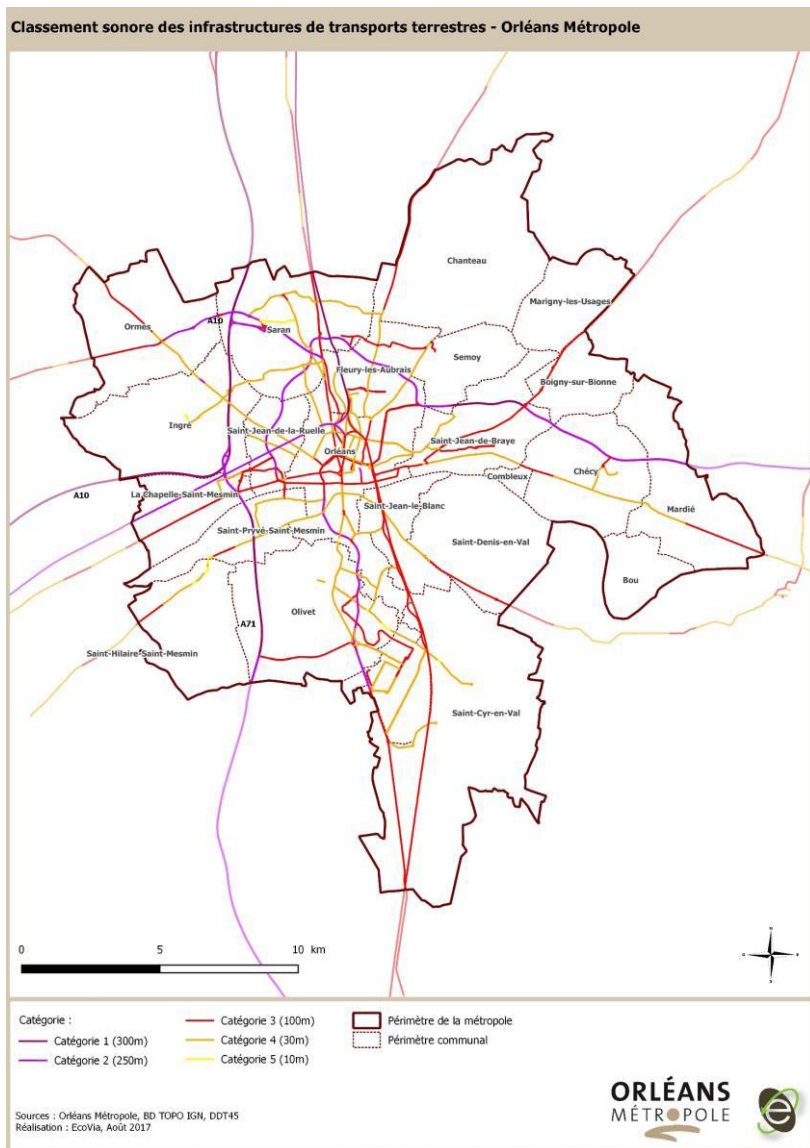 Classement sonore des infrastructures de transports terrestres - Orléans Métropole
Chanteau
Marigny-les-Usages
Ormes
A10
Saran
Semoy
Fleury-les-Aubrais
Boigny-sur-Bionne
Ingré
Saint-Jean-de-la-Ruelle
Saint-Jean-de-Braye
Orléans
Chécy
Combleux
A10
La Chapelle-Saint-Mesmin
Saint-Jean-le-Blanc
Mardié
Saint-Pryvé-Saint-Mesmin
Saint-Denis-en-Val
Bou
Olivet
A71
Saint-Hilaire-Saint-Mesmin
Saint-Cyr-en-Val
0 5 10 km
N
O E
S
Catégorie :
Catégorie 1 (300m)
Catégorie 2 (250m)
Catégorie 3 (100m)
Catégorie 4 (30m)
Catégorie 5 (10m)
Périmètre de la métropole
Périmètre communal
Sources : Orléans Métropole, BD TOPO IGN, DDT45
Réalisation : EcoVia, Août 2017
ORLÉANS
MÉTROPOLE
e